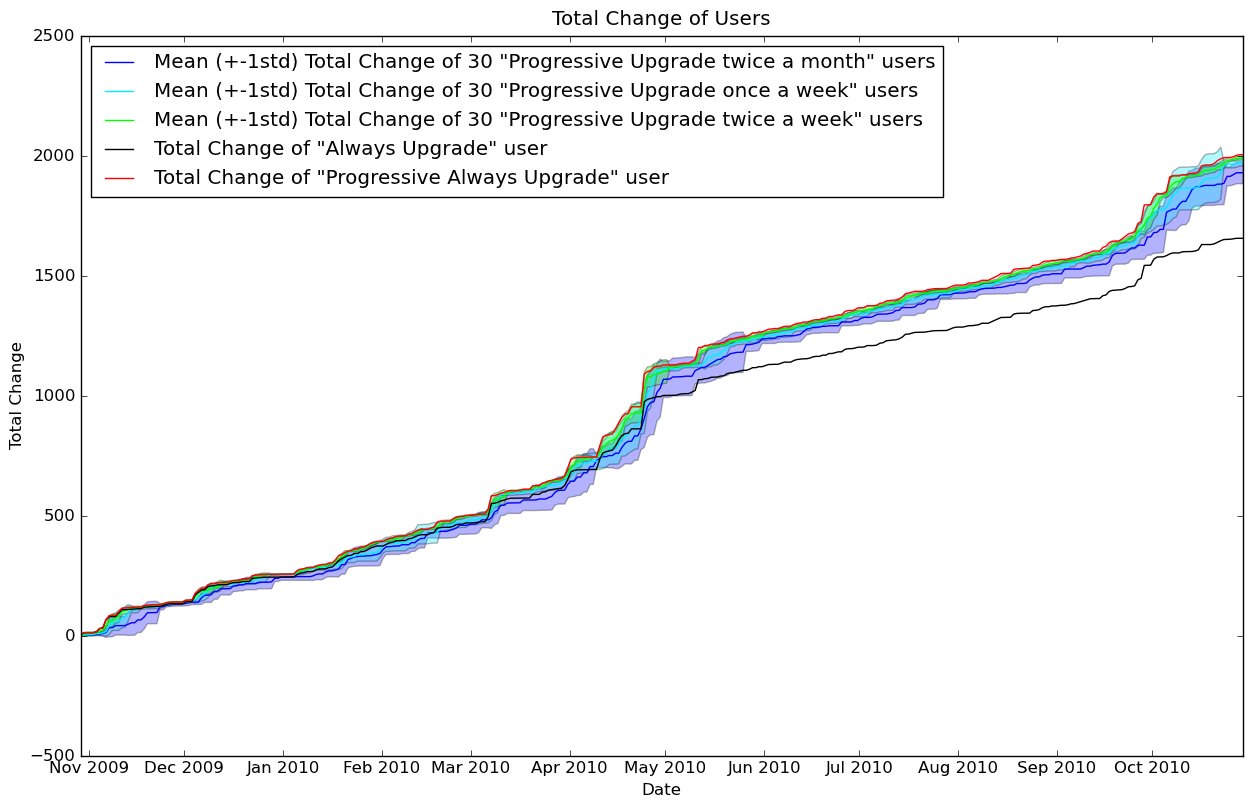 Total Change of Users
2500
2000
1500
1000
500
0
−500
Total Change
Mean (+-1std) Total Change of 30 "Progressive Upgrade twice a month" users
Mean (+-1std) Total Change of 30 "Progressive Upgrade once a week" users
Mean (+-1std) Total Change of 30 "Progressive Upgrade twice a week" users
Total Change of "Always Upgrade" user
Total Change of "Progressive Always Upgrade" user
Nov 2009 Dec 2009 Jan 2010 Feb 2010 Mar 2010 Apr 2010 May 2010 Jun 2010 Jul 2010 Aug 2010 Sep 2010 Oct 2010
Date